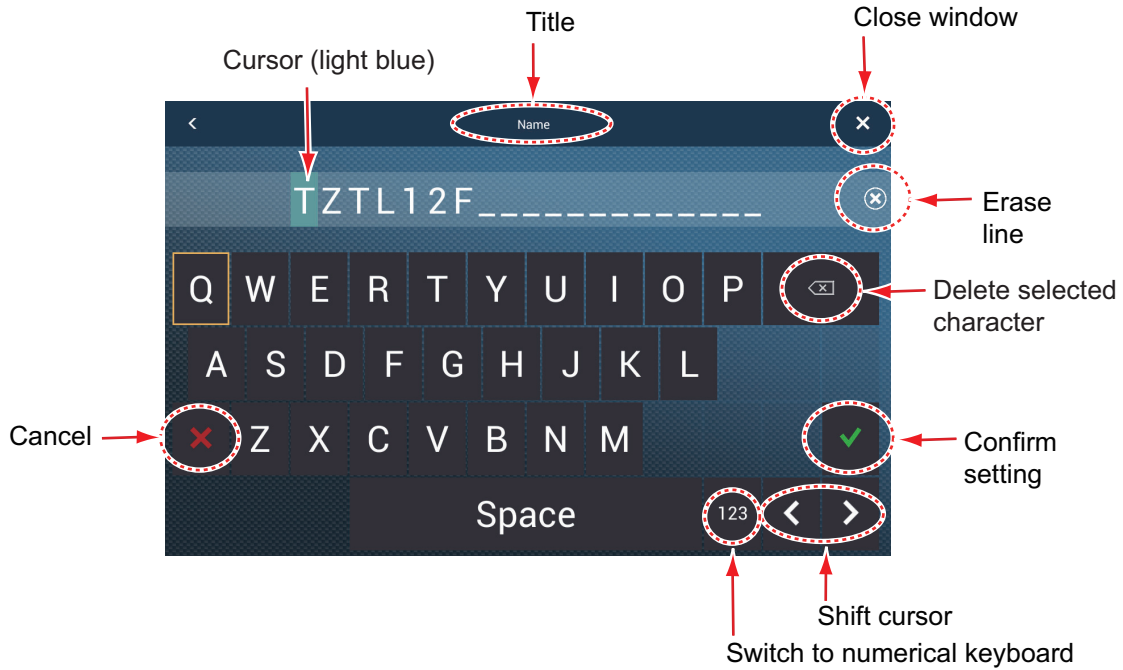 Title
Close window
Cursor (light blue)
Name
TZTL12F_____________
Erase
line
Q W E R T Y U I O P
Delete selected
character
A S D F G H J K L
Cancel
Z X C V B N M
Confirm
setting
Space
123
Shift cursor
Switch to numerical keyboard